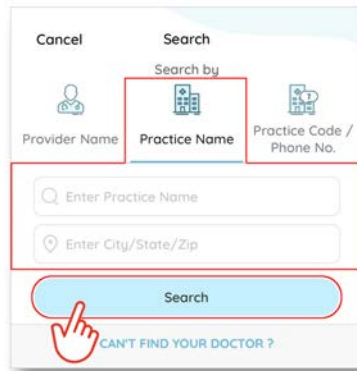 Cancel Search
Search by
Provider Name Practice Name Practice Code /
Phone No.
Enter Practice Name
Enter City/State/Zip
Search
CAN'T FIND YOUR DOCTOR ?